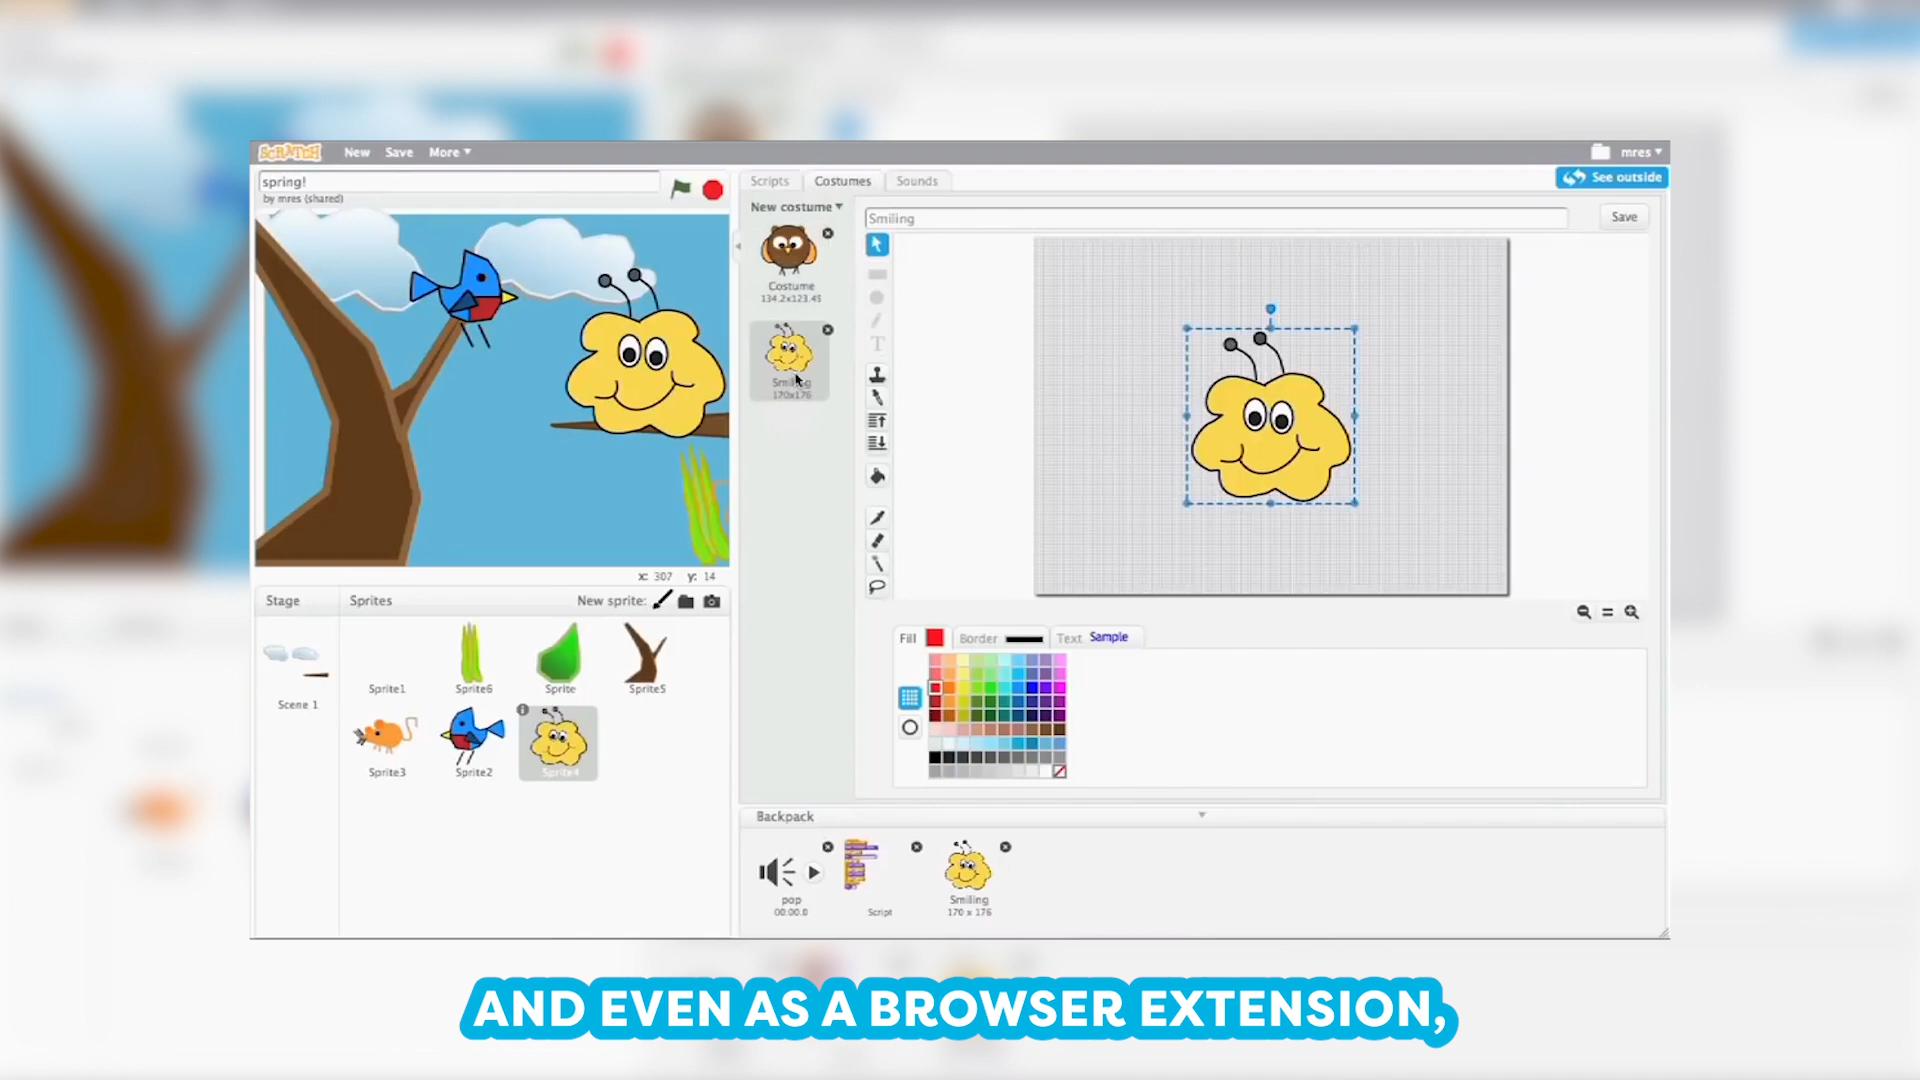 SCRATCH New Save More mres
spring!
by mres (shared)
See outside
Scripts Costumes Sounds
New costume
Smiling
Save
Costume
134.2x123.45
Smiling
170x176
T
x: 307 y: 14
Stage
Sprites
New sprite:
Scene 1
Sprite1
Sprite6
Sprite
Sprite5
Sprite3
Sprite2
Sprite4
Fill
Border
Text Sample
Backpack
pop
00:00.0
Script
Smiling
170 x 176
AND EVEN AS A BROWSER EXTENSION,